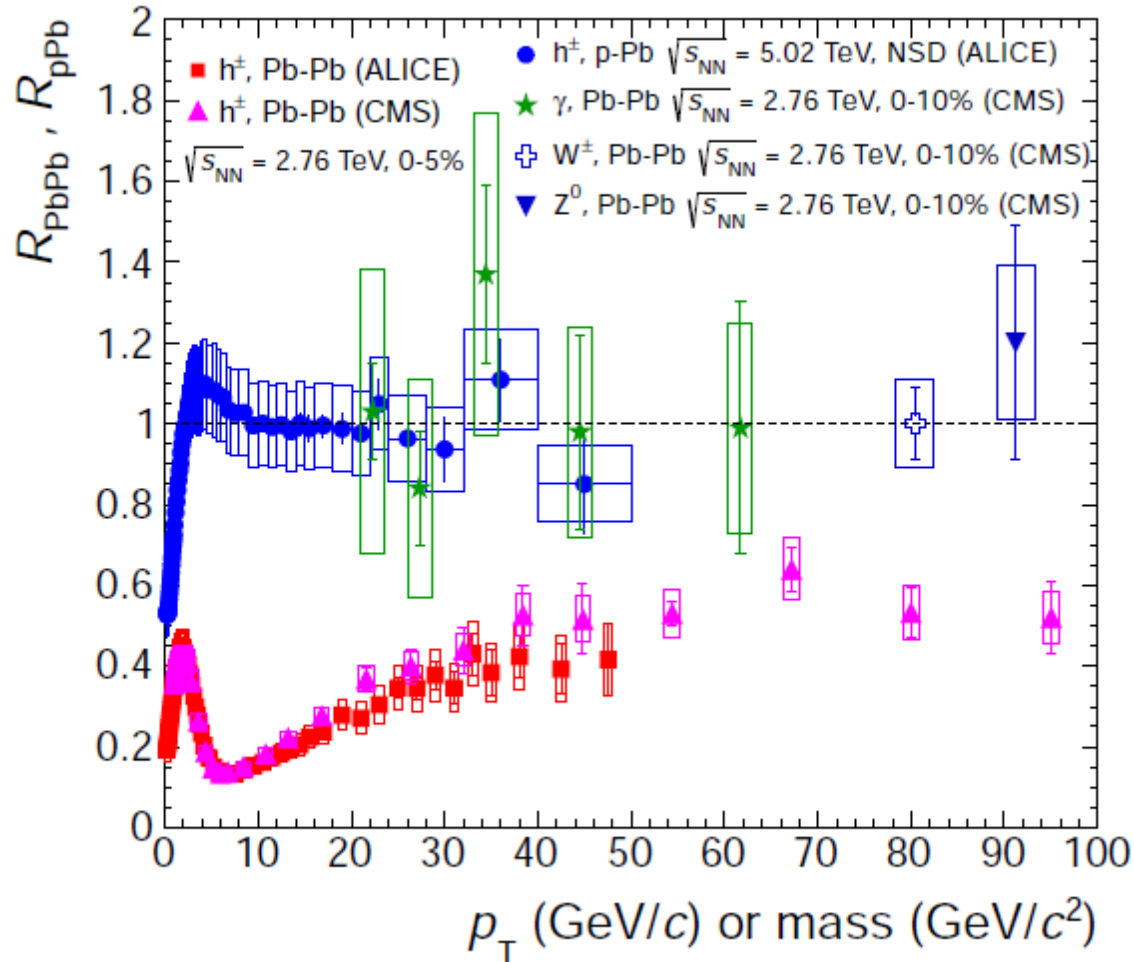 R_PbPb , R_pPb
2
1.8
1.6
1.4
1.2
1
0.8
0.6
0.4
0.2
0
h±, Pb-Pb (ALICE)
h±, Pb-Pb (CMS)
√s_NN = 2.76 TeV, 0-5%
h±, p-Pb √s_NN = 5.02 TeV, NSD (ALICE)
γ, Pb-Pb √s_NN = 2.76 TeV, 0-10% (CMS)
W±, Pb-Pb √s_NN = 2.76 TeV, 0-10% (CMS)
Z⁰, Pb-Pb √s_NN = 2.76 TeV, 0-10% (CMS)
0 10 20 30 40 50 60 70 80 90 100
p_T (GeV/c) or mass (GeV/c²)